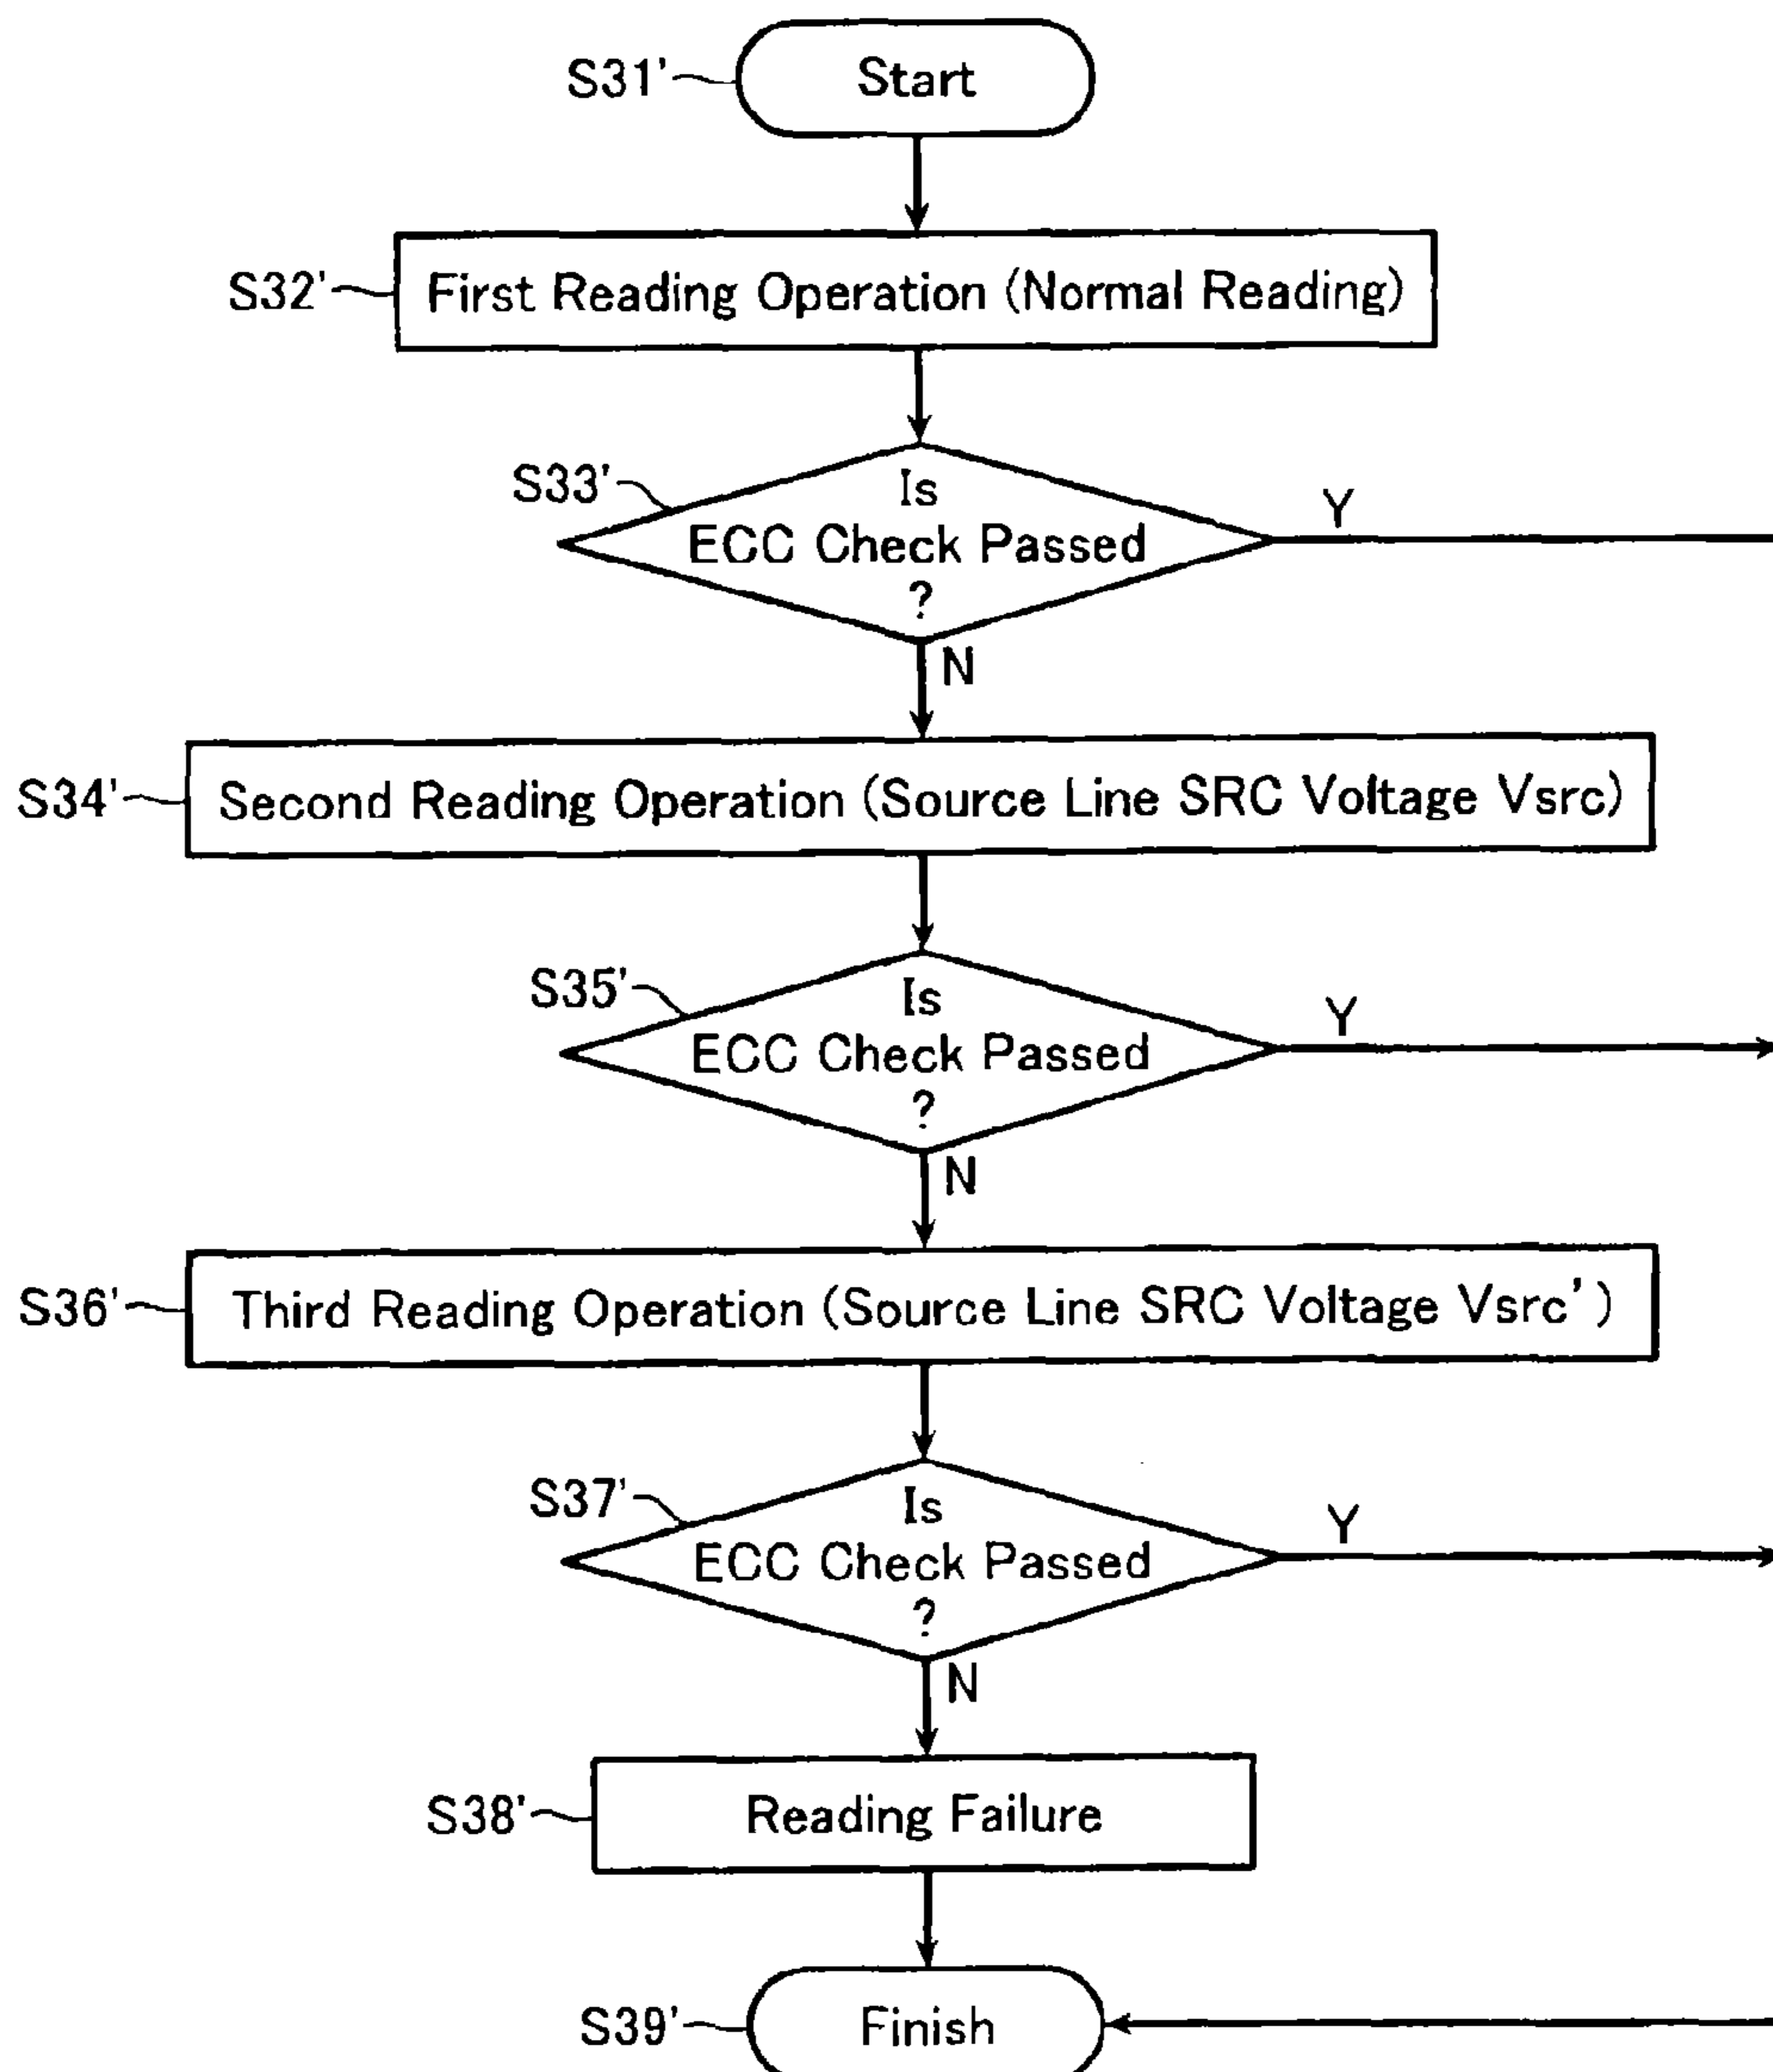 S31'
Start
S32'
First Reading Operation (Normal Reading)
S33'
Is
ECC Check Passed
?
Y
N
S34'
Second Reading Operation (Source Line SRC Voltage Vsrc)
S35'
Is
ECC Check Passed
?
Y
N
S36'
Third Reading Operation (Source Line SRC Voltage Vsrc')
S37'
Is
ECC Check Passed
?
Y
N
S38'
Reading Failure
S39'
Finish